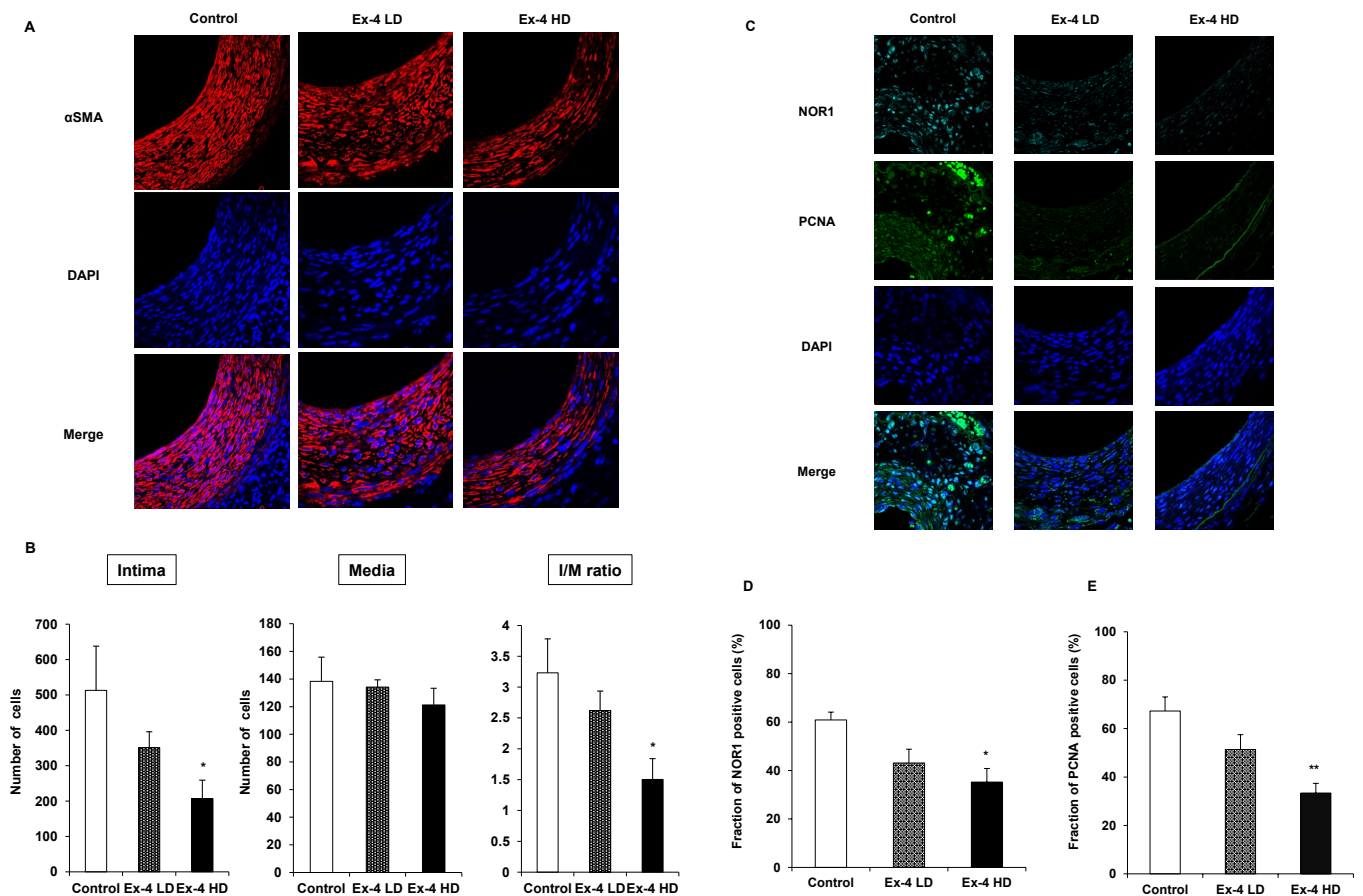 A
Control
Ex-4 LD
Ex-4 HD
αSMA
DAPI
Merge
C
Control
Ex-4 LD
Ex-4 HD
NOR1
PCNA
DAPI
Merge
B
Intima
Number of cells
700
600
500
400
300
200
100
0
*
Control Ex-4 LD Ex-4 HD
Media
Number of cells
180
160
140
120
100
80
60
40
20
0
Control Ex-4 LD Ex-4 HD
I/M ratio
4
3.5
3
2.5
2
1.5
1
0.5
0
*
Control Ex-4 LD Ex-4 HD
D
Fraction of NOR1 positive cells (%)
100
80
60
40
20
0
*
Control Ex-4 LD Ex-4 HD
E
Fraction of PCNA positive cells (%)
100
80
60
40
20
0
**
Control Ex-4 LD Ex-4 HD